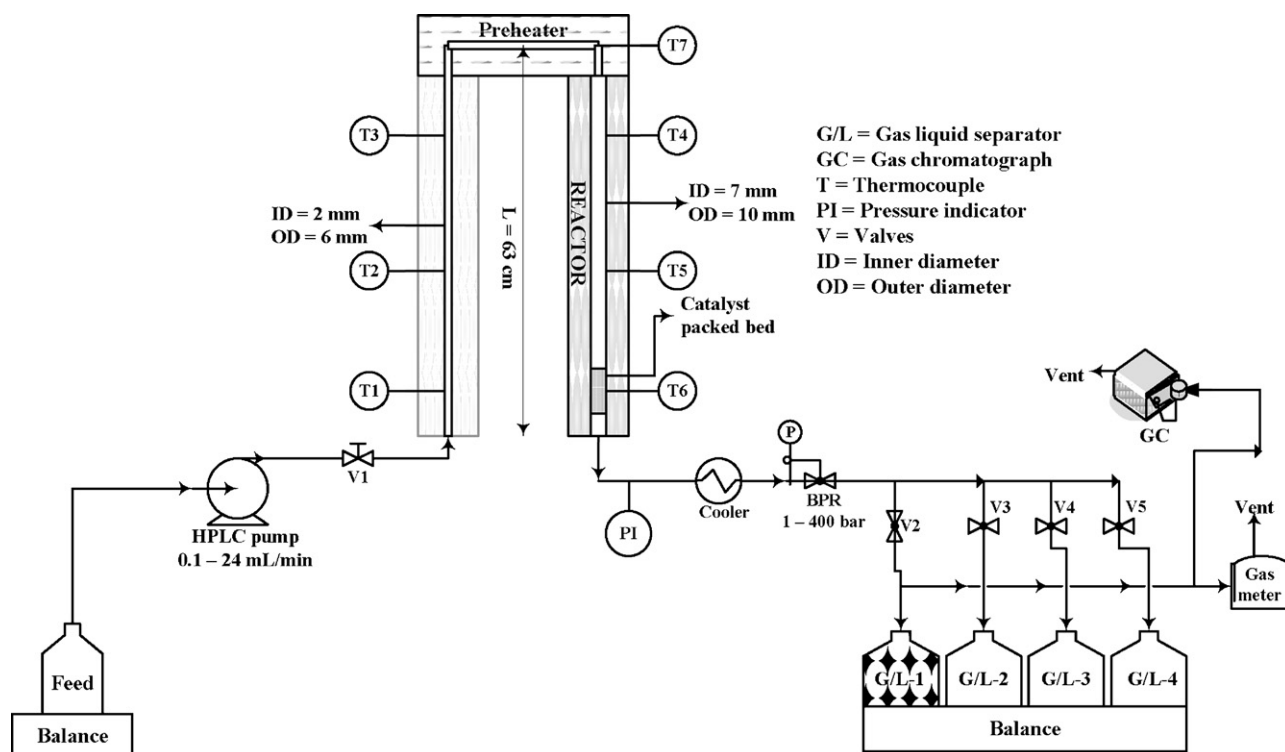 Preheater
T7
T3
T4
ID = 2 mm
OD = 6 mm
L = 63 cm
REACTOR
ID = 7 mm
OD = 10 mm
T2
T5
Catalyst
packed bed
T1
T6
G/L = Gas liquid separator
GC = Gas chromatograph
T = Thermocouple
PI = Pressure indicator
V = Valves
ID = Inner diameter
OD = Outer diameter
Vent
GC
V1
HPLC pump
0.1 – 24 mL/min
P
PI
Cooler
BPR
1 – 400 bar
V2
V3
V4
V5
Vent
Gas
meter
Feed
Balance
G/L-1
G/L-2
G/L-3
G/L-4
Balance